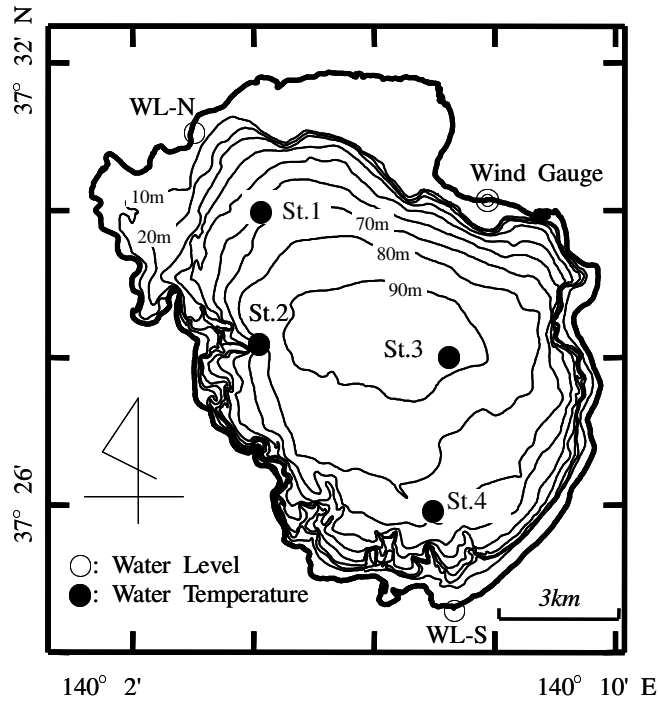 37° 32' N
WL-N
Wind Gauge
10m
St.1
70m
20m
80m
90m
St.2
St.3
37° 26'
St.4
○: Water Level
●: Water Temperature
3km
WL-S
140° 2'
140° 10' E